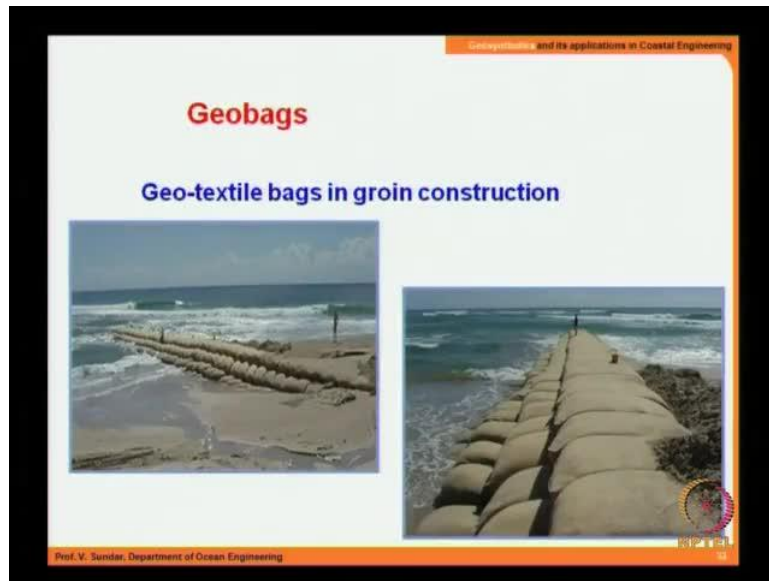 Geosynthetics and its applications in Coastal Engineering
Geobags
Geo-textile bags in groin construction
NPTEL
Prof. V. Sundar, Department of Ocean Engineering